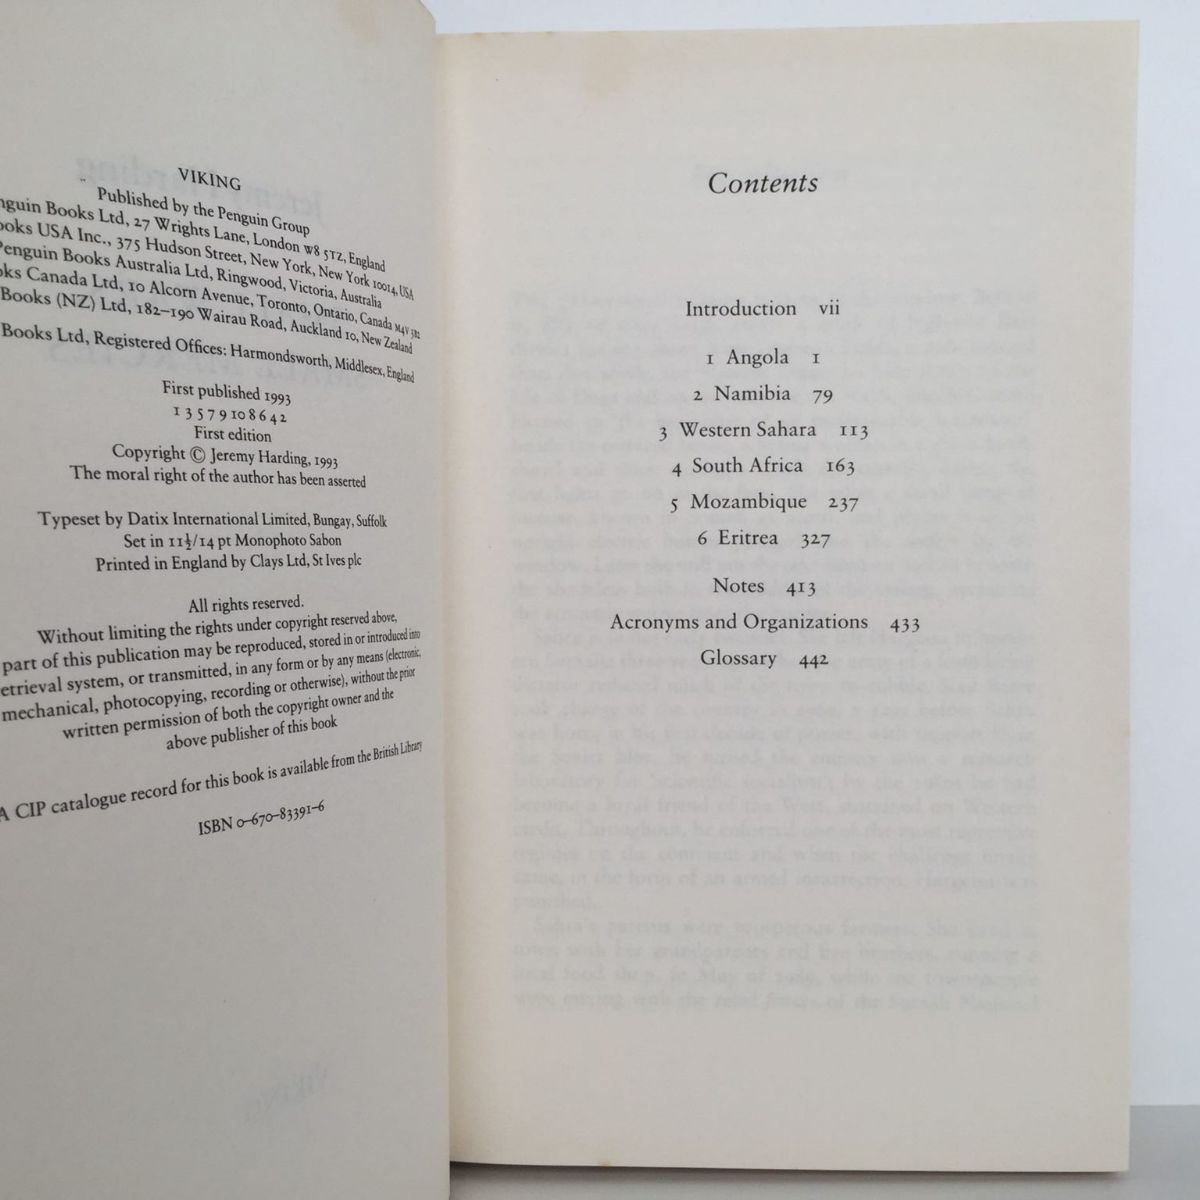 VIKING
Published by the Penguin Group
nguin Books Ltd, 27 Wrights Lane, London W8 5TZ, England
ooks USA Inc., 375 Hudson Street, New York, New York 10014, USA
Penguin Books Australia Ltd, Ringwood, Victoria, Australia
oks Canada Ltd, 10 Alcorn Avenue, Toronto, Ontario, Canada M4V 3B2
Books (NZ) Ltd, 182–190 Wairau Road, Auckland 10, New Zealand
Books Ltd, Registered Offices: Harmondsworth, Middlesex, England
First published 1993
1 3 5 7 9 10 8 6 4 2
First edition
Copyright © Jeremy Harding, 1993
The moral right of the author has been asserted
Typeset by Datix International Limited, Bungay, Suffolk
Set in 11½/14 pt Monophoto Sabon
Printed in England by Clays Ltd, St Ives plc
All rights reserved.
Without limiting the rights under copyright reserved above,
part of this publication may be reproduced, stored in or introduced into
etrieval system, or transmitted, in any form or by any means (electronic,
mechanical, photocopying, recording or otherwise), without the prior
written permission of both the copyright owner and the
above publisher of this book
A CIP catalogue record for this book is available from the British Library
ISBN 0–670–83391–6
Contents
Introduction vii
1 Angola 1
2 Namibia 79
3 Western Sahara 113
4 South Africa 163
5 Mozambique 237
6 Eritrea 327
Notes 413
Acronyms and Organizations 433
Glossary 442